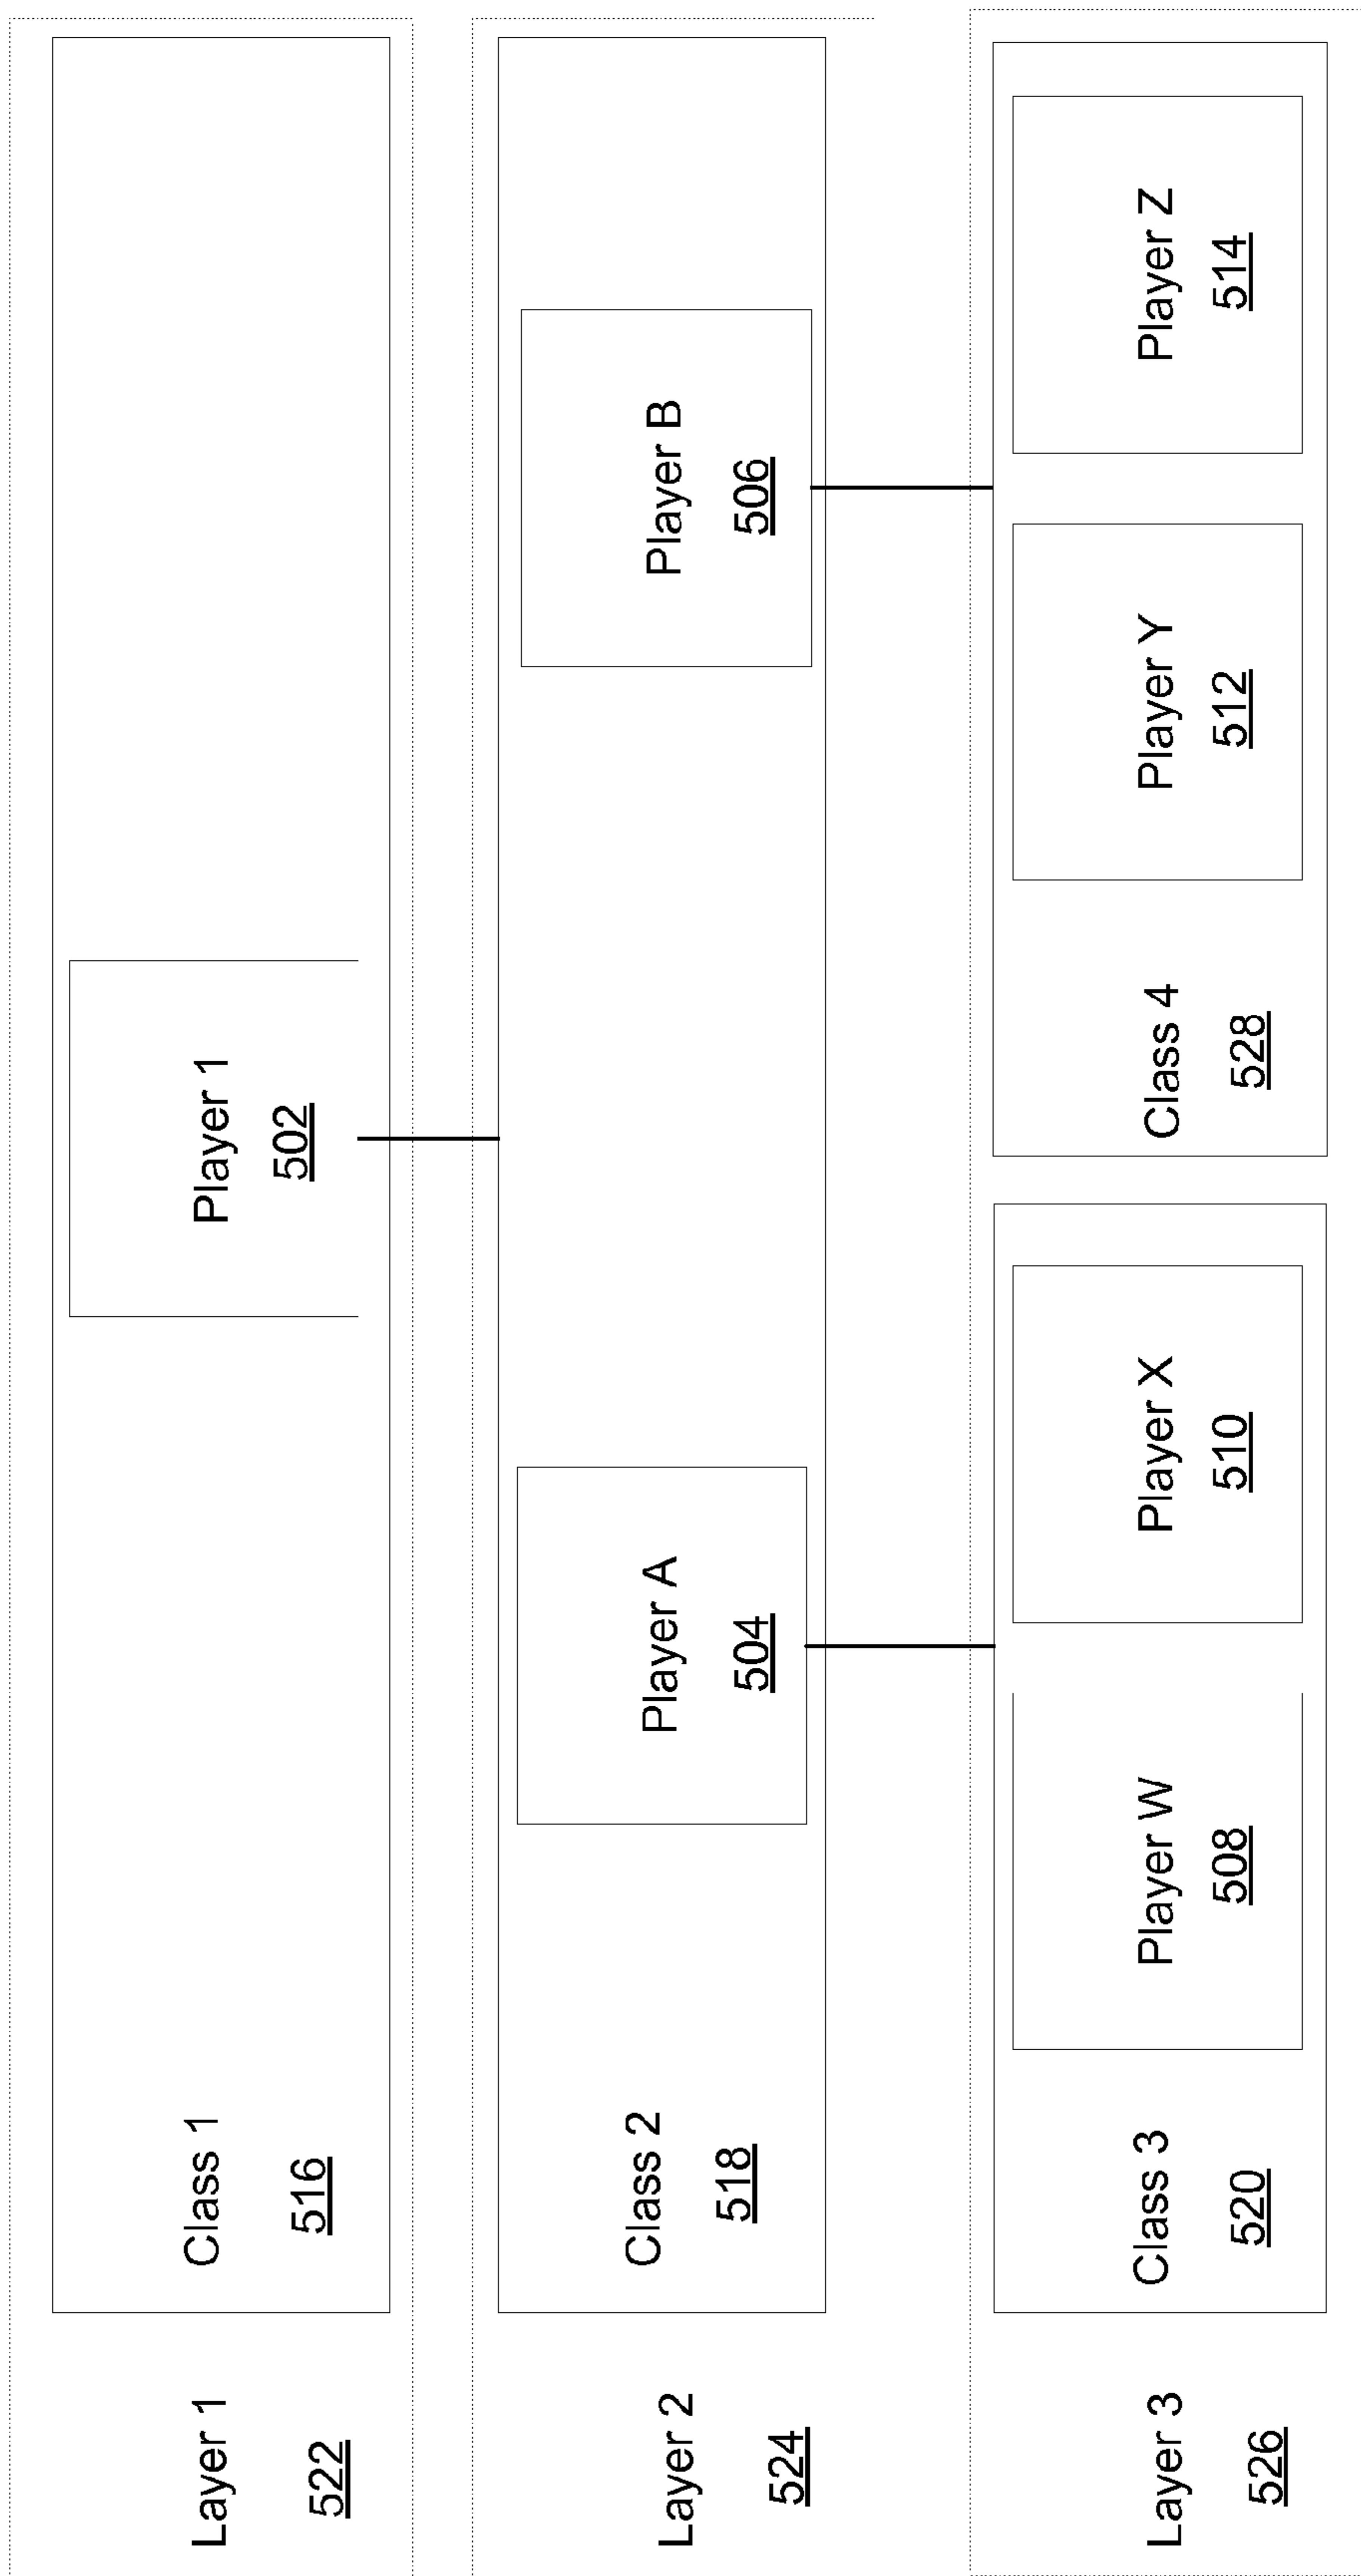 Layer 1
522
Class 1
516
Player 1
502
Layer 2
524
Class 2
518
Player A
504
Player B
506
Layer 3
526
Class 3
520
Player W
508
Player X
510
Class 4
528
Player Y
512
Player Z
514